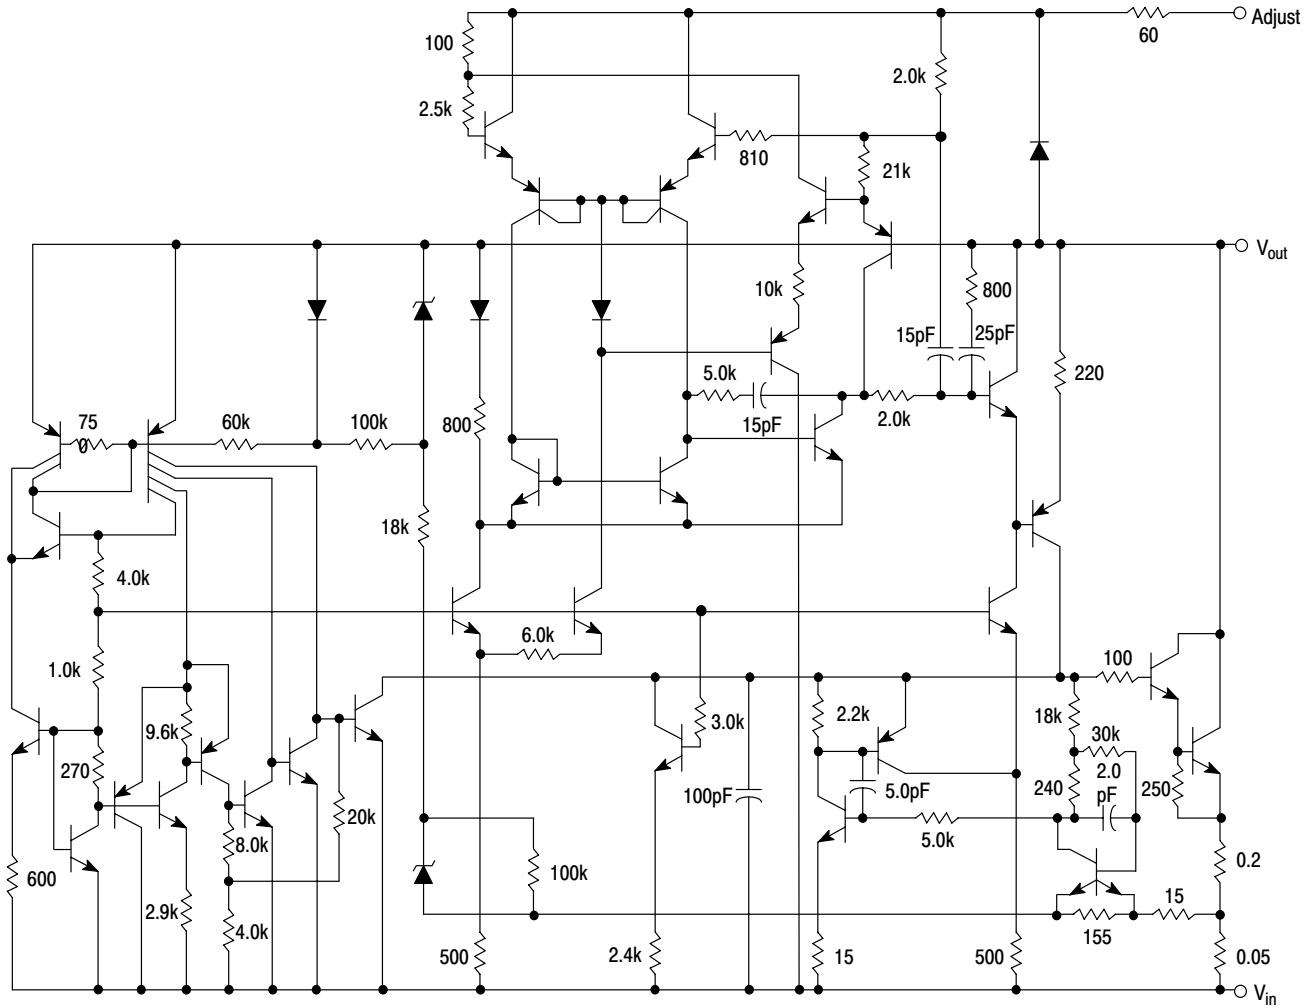 Adjust
60
100
2.0k
2.5k
810
21k
Vout
10k
800
15pF
25pF
220
5.0k
75
0
60k
100k
800
15pF
2.0k
18k
4.0k
6.0k
1.0k
100
3.0k
2.2k
18k
9.6k
30k
270
2.0
pF
240
250
100pF
5.0pF
20k
5.0k
8.0k
0.2
600
100k
15
2.9k
4.0k
155
500
2.4k
15
500
0.05
Vin